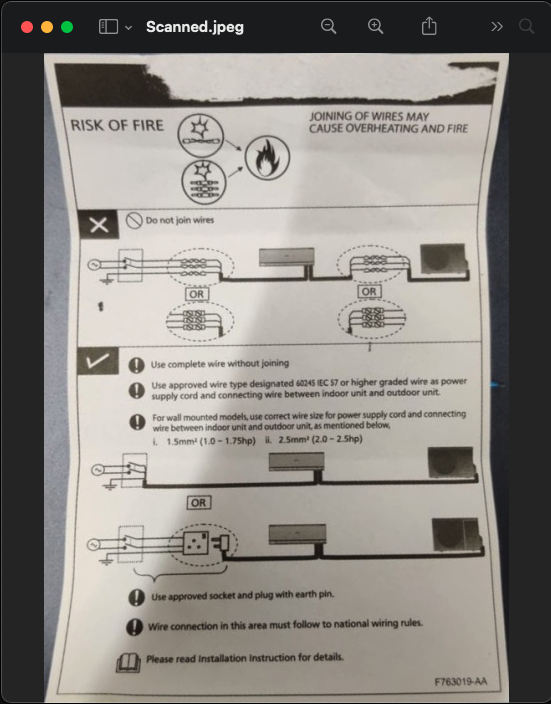 Scanned.jpeg
RISK OF FIRE
JOINING OF WIRES MAY
CAUSE OVERHEATING AND FIRE
Do not join wires
OR
OR
Use complete wire without joining
Use approved wire type designated 60245 IEC 57 or higher graded wire as power
supply cord and connecting wire between indoor unit and outdoor unit.
For wall mounted models, use correct wire size for power supply cord and connecting
wire between indoor unit and outdoor unit, as mentioned below,
i. 1.5mm² (1.0 – 1.75hp) ii. 2.5mm² (2.0 – 2.5hp)
OR
Use approved socket and plug with earth pin.
Wire connection in this area must follow to national wiring rules.
Please read Installation Instruction for details.
F763019-AA